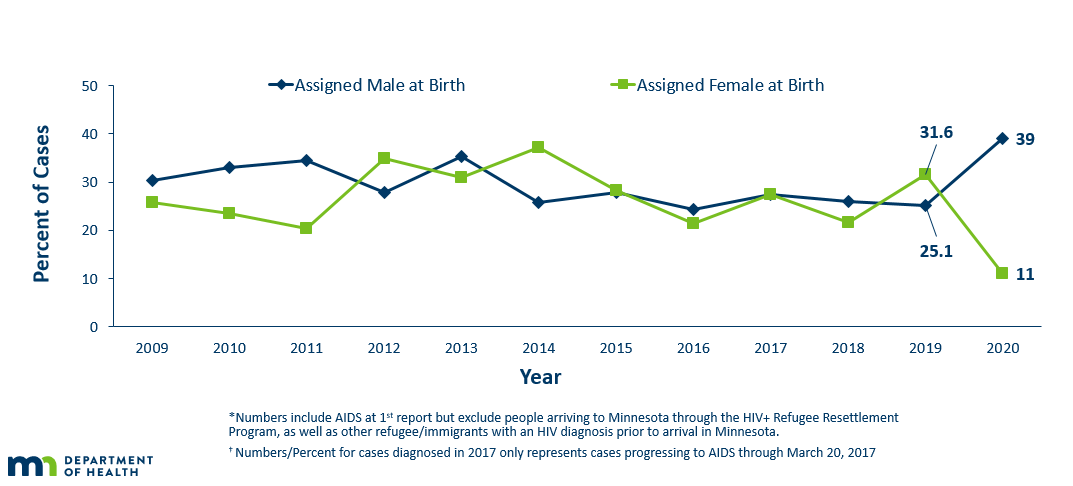 Assigned Male at Birth
Assigned Female at Birth
Percent of Cases
50
40
30
20
10
0
31.6
39
25.1
11
2009 2010 2011 2012 2013 2014 2015 2016 2017 2018 2019 2020
Year
*Numbers include AIDS at 1st report but exclude people arriving to Minnesota through the HIV+ Refugee Resettlement
Program, as well as other refugee/immigrants with an HIV diagnosis prior to arrival in Minnesota.
† Numbers/Percent for cases diagnosed in 2017 only represents cases progressing to AIDS through March 20, 2017
mn DEPARTMENT
OF HEALTH